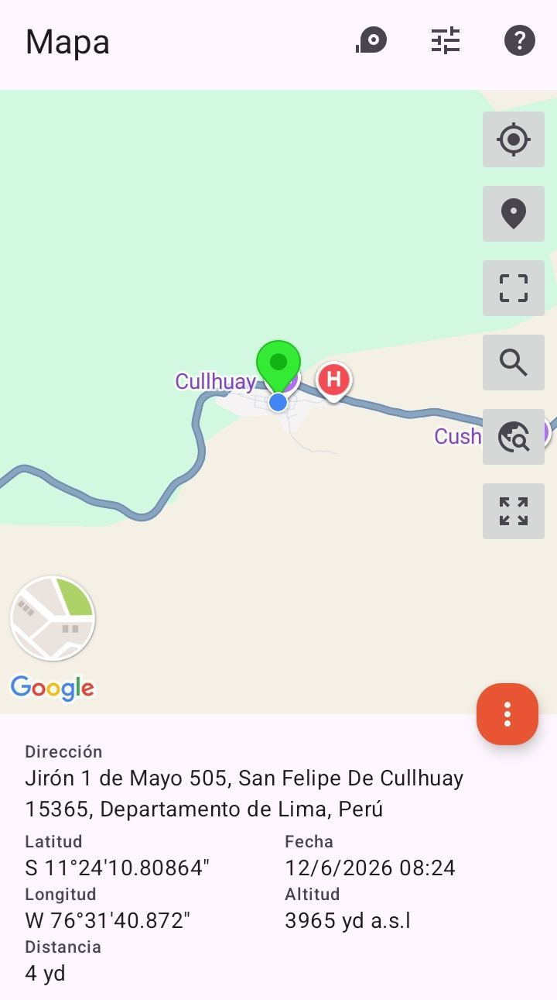 Mapa
Cullhuay
H
Cush
Google
Dirección
Jirón 1 de Mayo 505, San Felipe De Cullhuay
15365, Departamento de Lima, Perú
Latitud
S 11°24'10.80864"
Fecha
12/6/2026 08:24
Longitud
W 76°31'40.872"
Altitud
3965 yd a.s.l
Distancia
4 yd